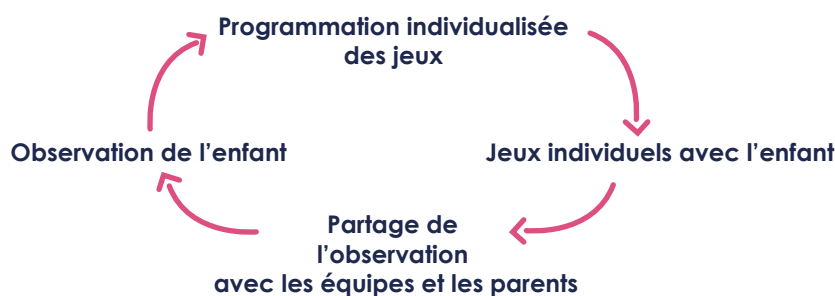 Programmation individualisée
des jeux
Observation de l’enfant
Jeux individuels avec l’enfant
Partage de
l’observation
avec les équipes et les parents